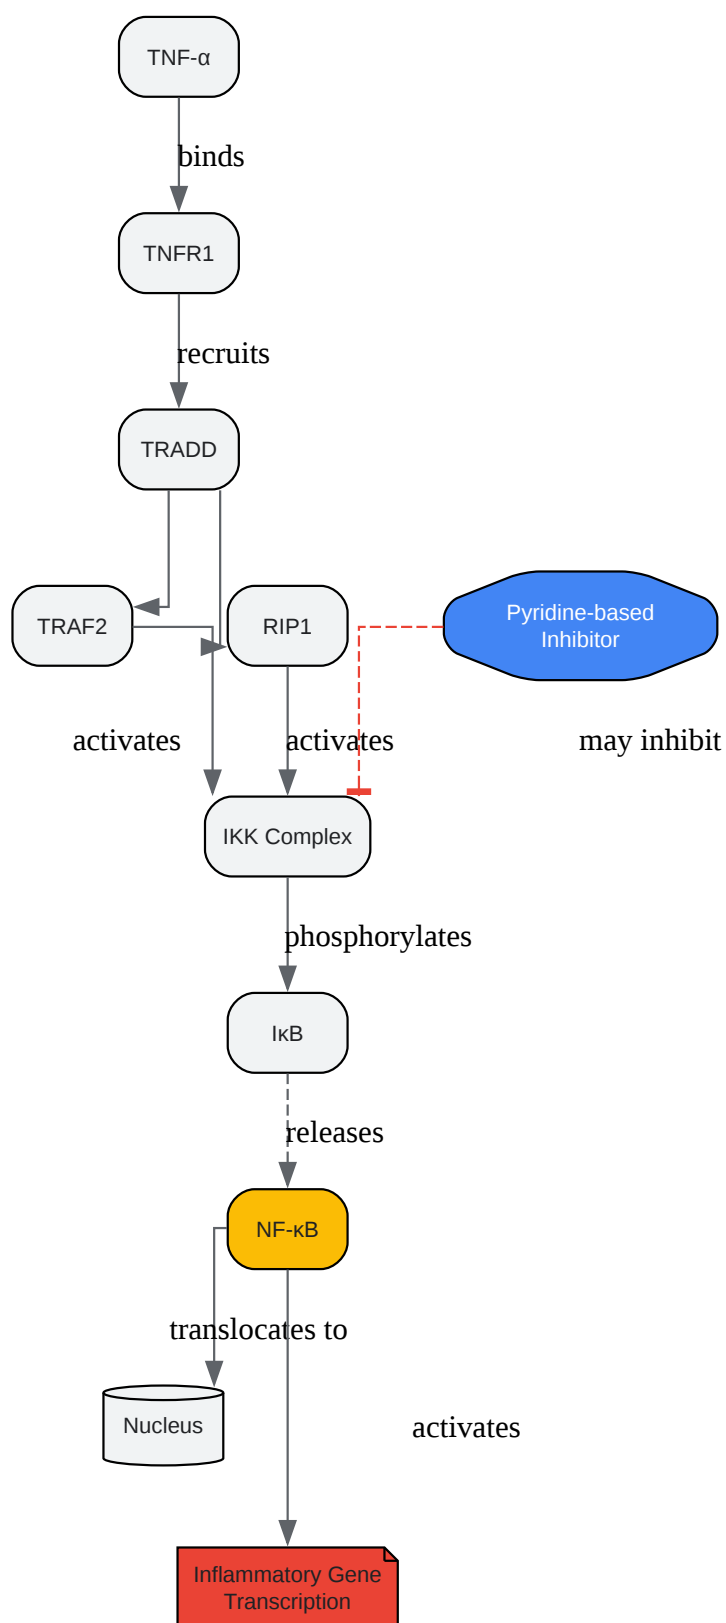 TNF-α
binds
TNFR1
recruits
TRADD
TRAF2
RIP1
Pyridine-based
Inhibitor
activates
activates
may inhibit
IKK Complex
phosphorylates
IκB
releases
NF-κB
translocates to
Nucleus
activates
Inflammatory Gene
Transcription